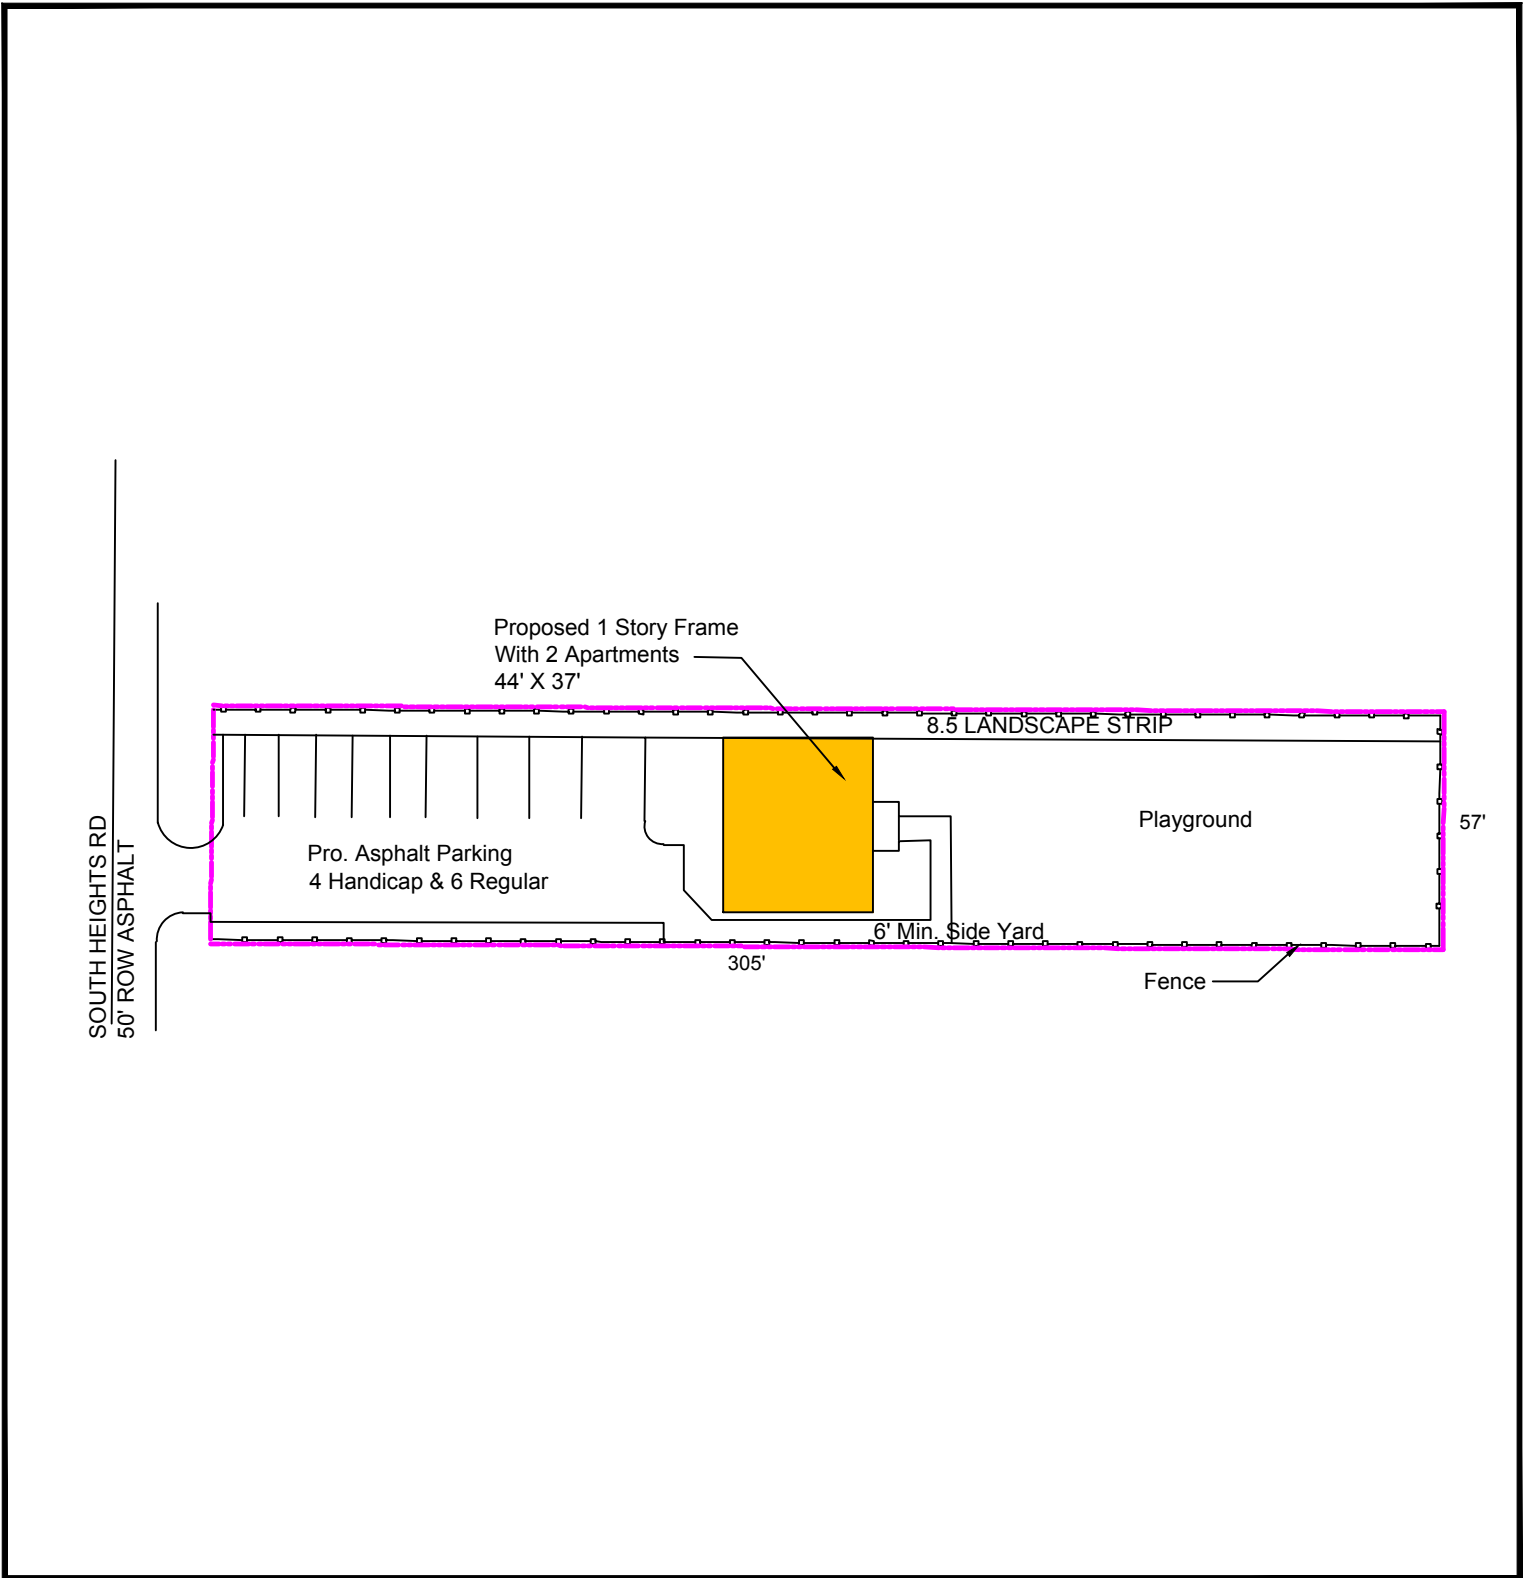 Proposed 1 Story Frame
With 2 Apartments
44' X 37'
8.5 LANDSCAPE STRIP
Playground
57'
Pro. Asphalt Parking
4 Handicap & 6 Regular
SOUTH HEIGHTS RD
50' ROW ASPHALT
6' Min. Side Yard
305'
Fence